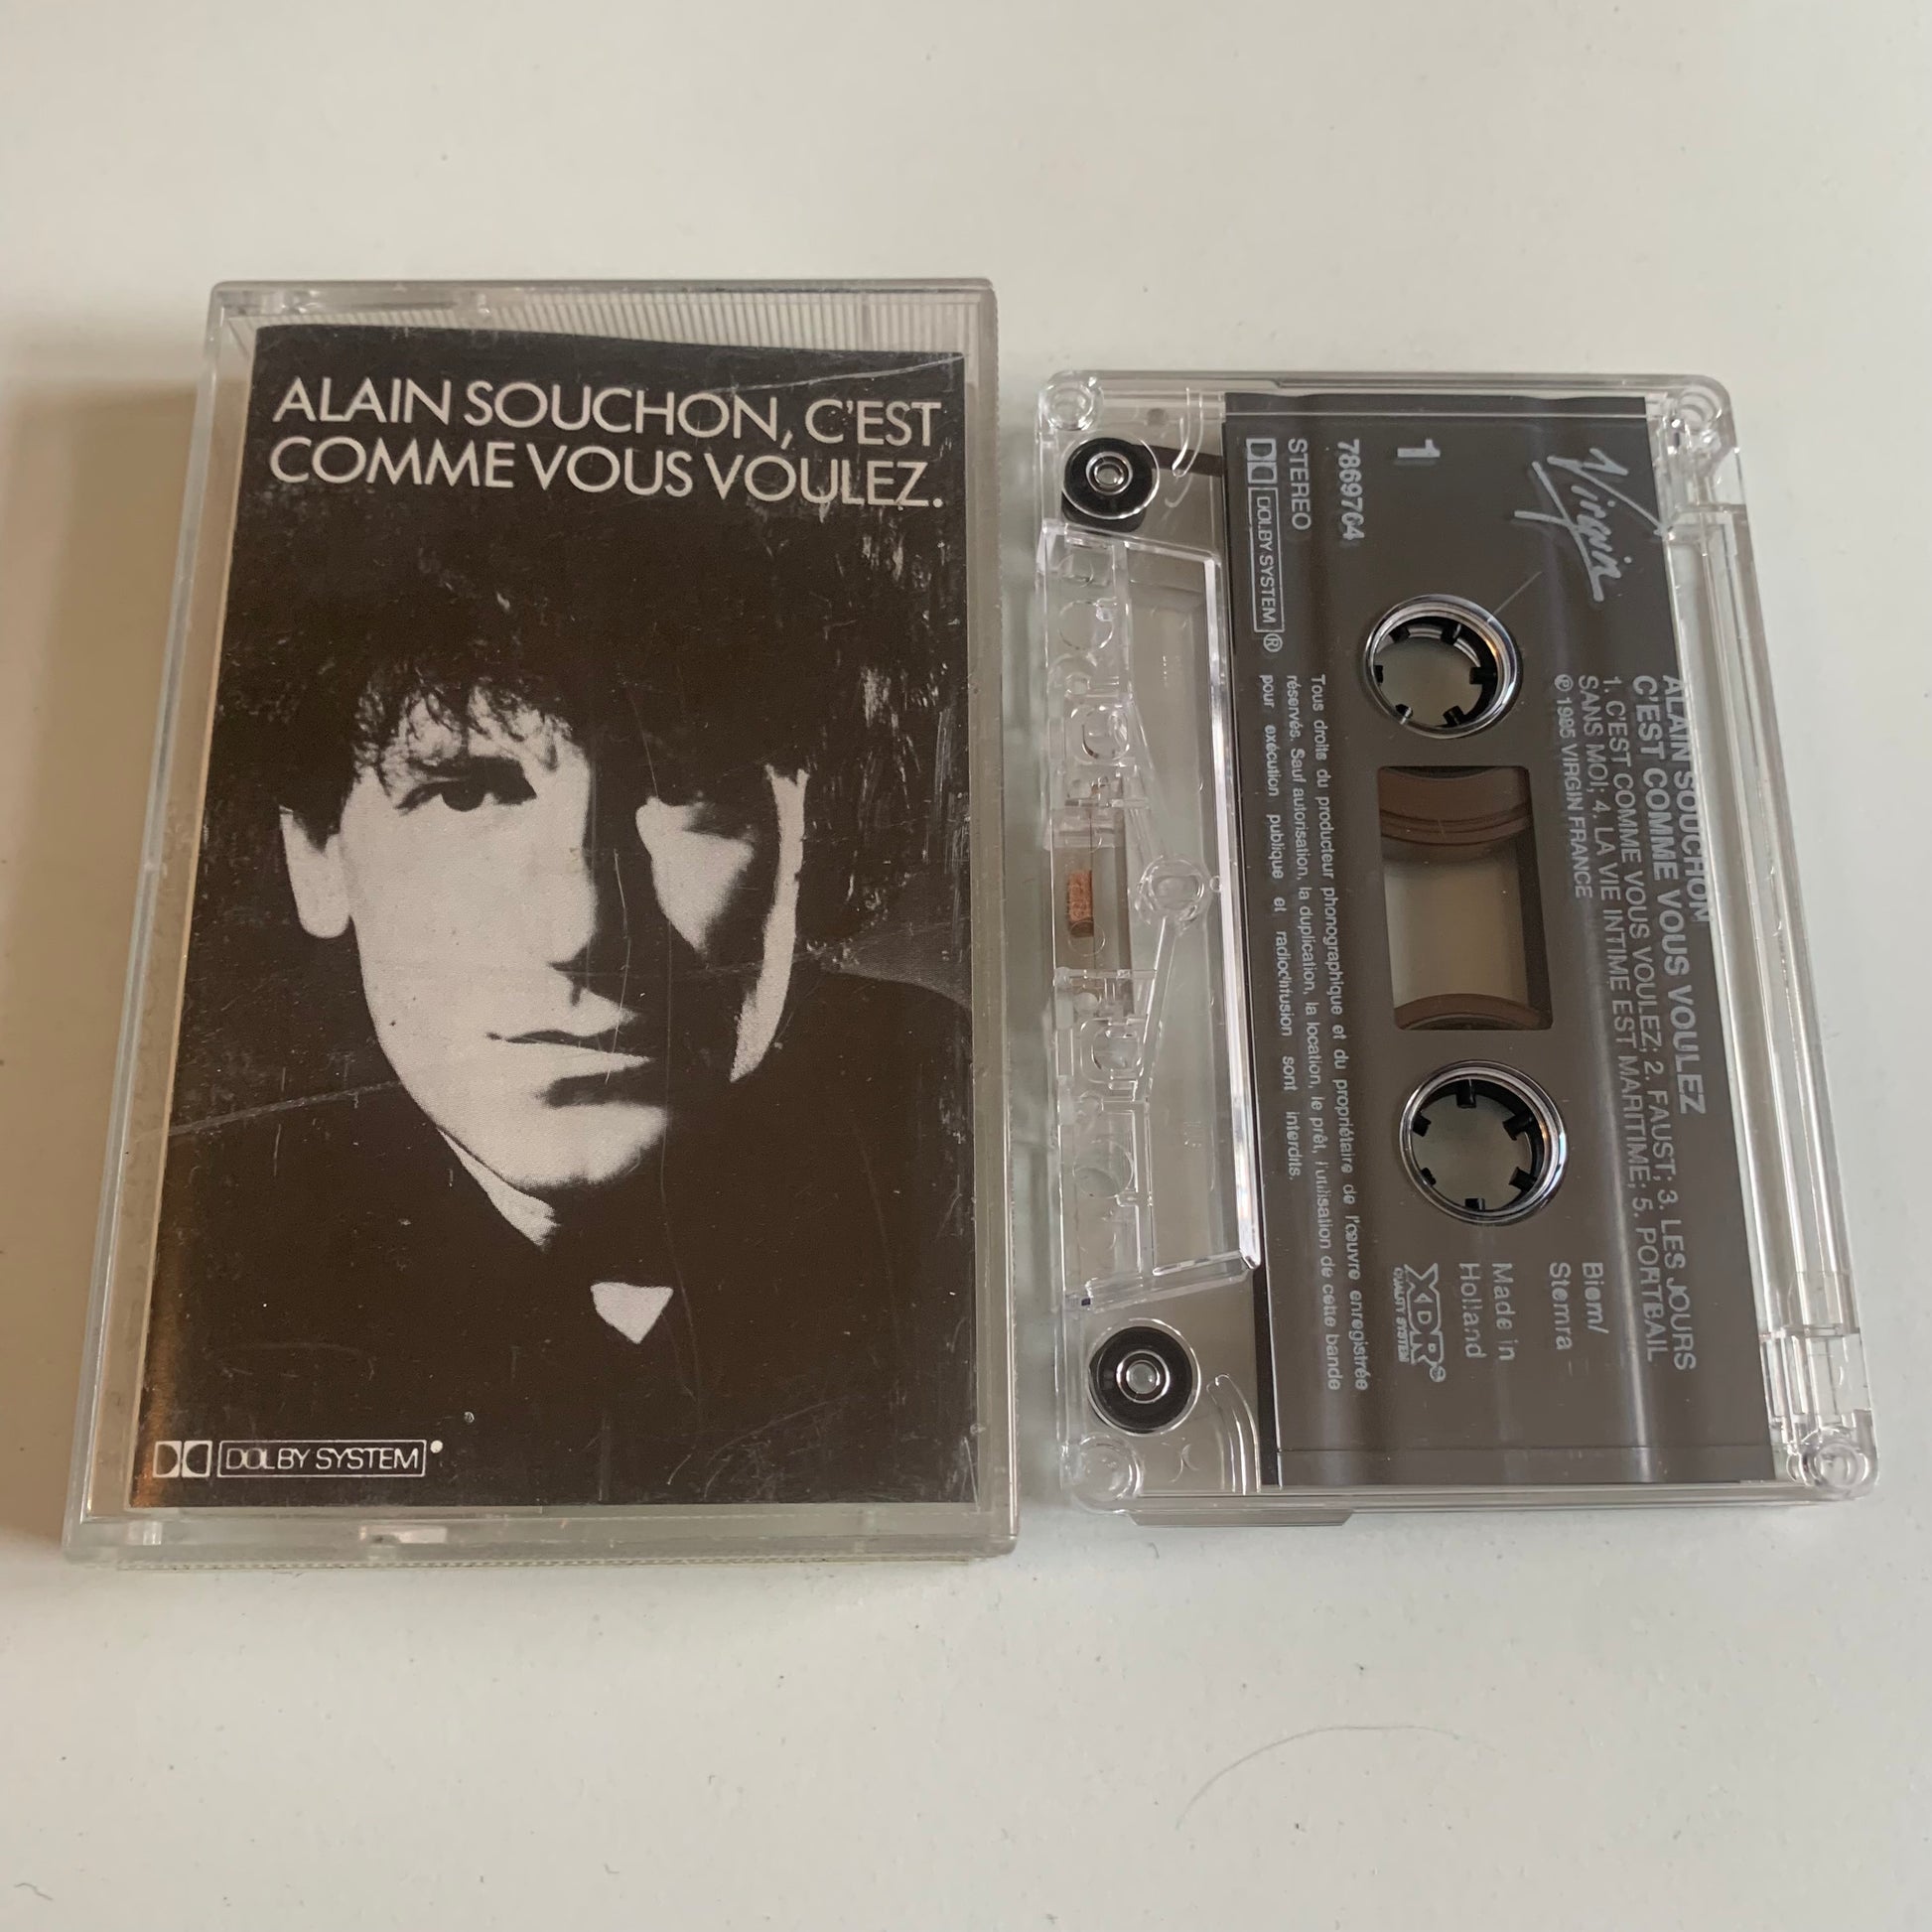 ALAIN SOUCHON, C'EST
COMME VOUS VOULEZ.
DOLBY SYSTEM
Virgin
ALAIN SOUCHON
C'EST COMME VOUS VOULEZ
1. C'EST COMME VOUS VOULEZ; 2. FAUST; 3. LES JOURS
SANS MOI; 4. LA VIE INTIME EST MARITIME; 5. PORTBAIL
℗ 1985 VIRGIN FRANCE
1
7869764
STEREO
DOLBY SYSTEM ®
Biem/
Stemra
Made in
Holland
XDR®
QUALITY SYSTEM
Tous droits du producteur phonographique et du propriétaire de l'œuvre enregistrée
réservés. Sauf autorisation, la duplication, la location, le prêt, l'utilisation de cette bande
pour exécution publique et radiodifusion sont interdits.